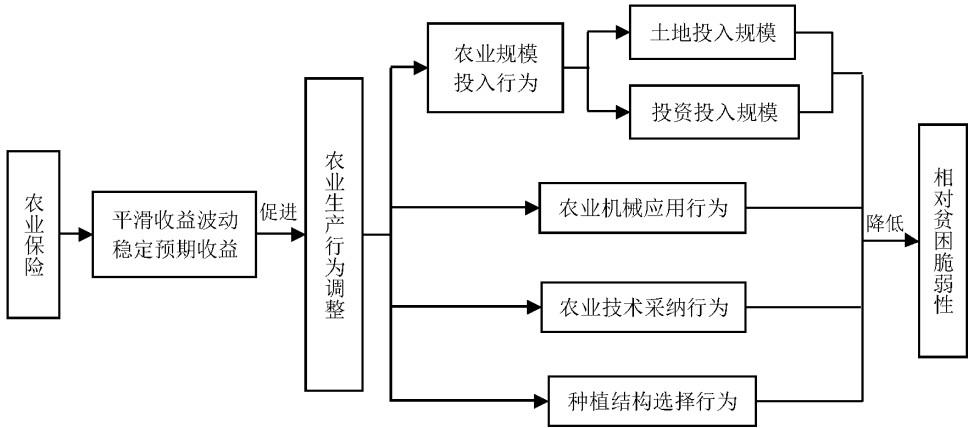 农业保险
平滑收益波动
稳定预期收益
促进
农业生产行为调整
农业规模
投入行为
土地投入规模
投资投入规模
农业机械应用行为
农业技术采纳行为
种植结构选择行为
降低
相对贫困脆弱性